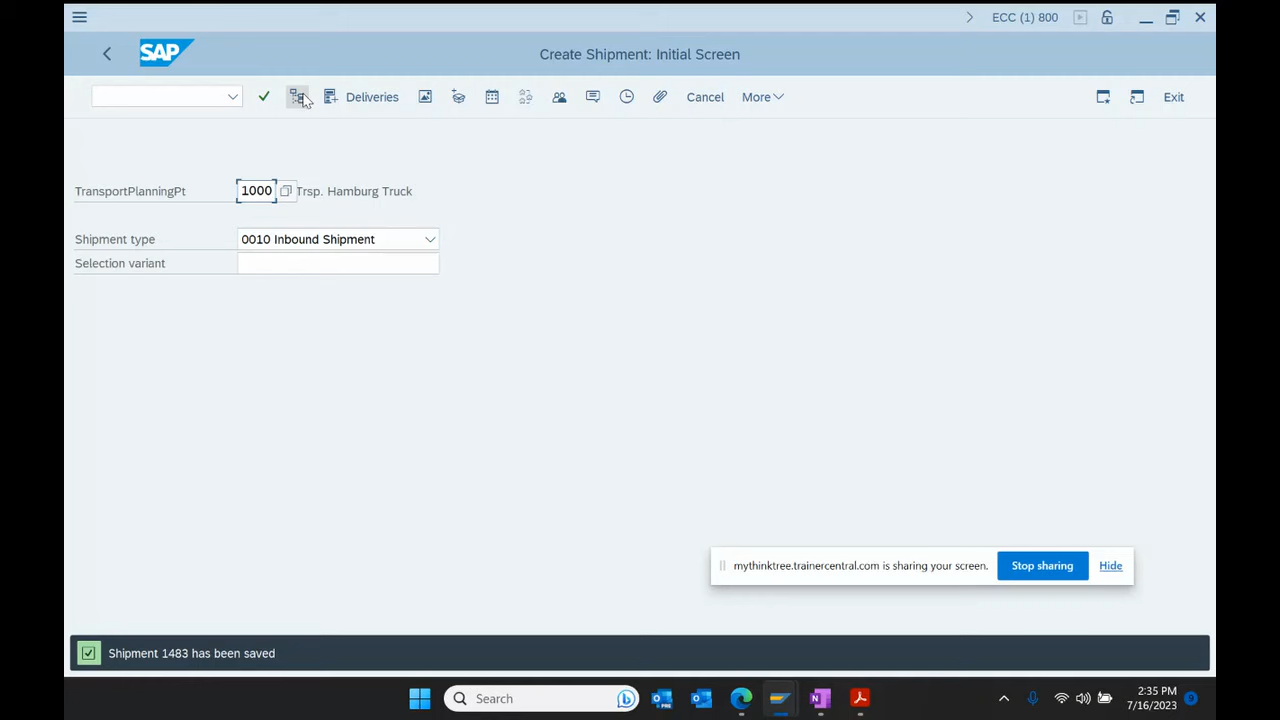 ECC (1) 800
SAP
Create Shipment: Initial Screen
Deliveries
Cancel
More
Exit
TransportPlanningPt 1000 Trsp. Hamburg Truck
Shipment type 0010 Inbound Shipment
Selection variant
mythinktree.trainercentral.com is sharing your screen. Stop sharing Hide
Shipment 1483 has been saved
Search
2:35 PM
7/16/2023